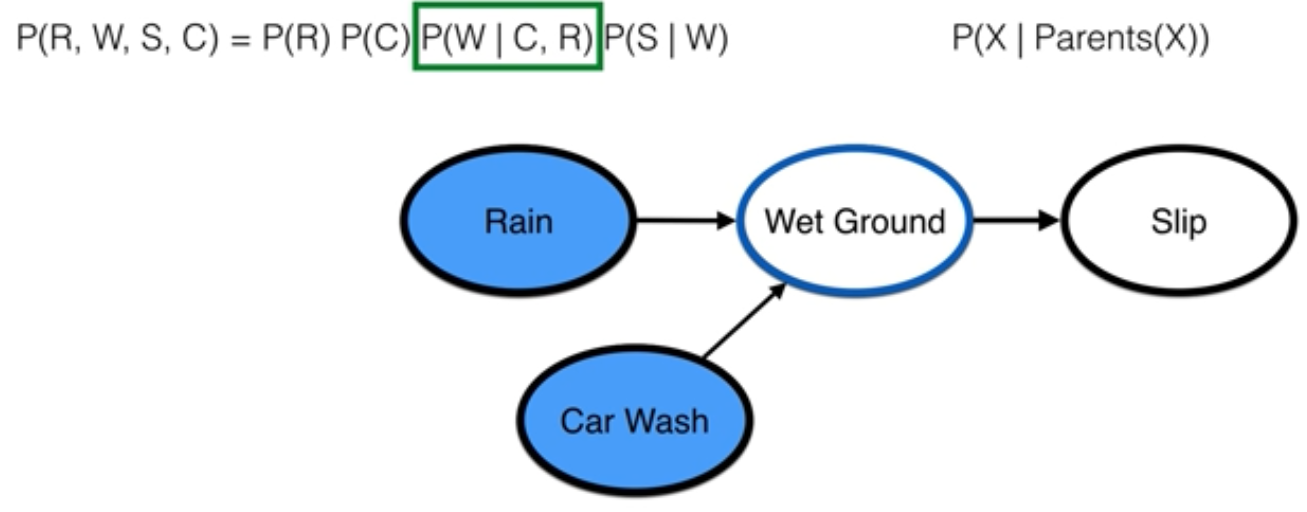 P(R, W, S, C) = P(R) P(C) P(W | C, R) P(S | W)
P(X | Parents(X))
Rain
Wet Ground
Slip
Car Wash